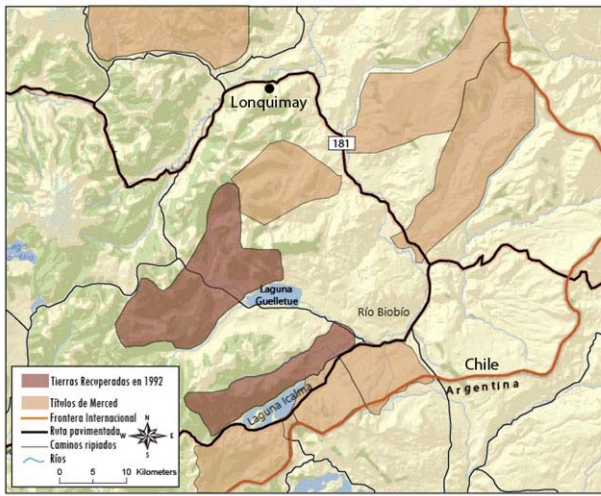 Lonquimay
181
Laguna
Guelletue
Río Biobío
Chile
Argentina
Laguna Icalma
Tierras Recuperadas en 1992
Títulos de Merced
Frontera Internacional
Ruta pavimentada
Caminos ripiados
Ríos
N
W
E
S
0 5 10 Kilometers